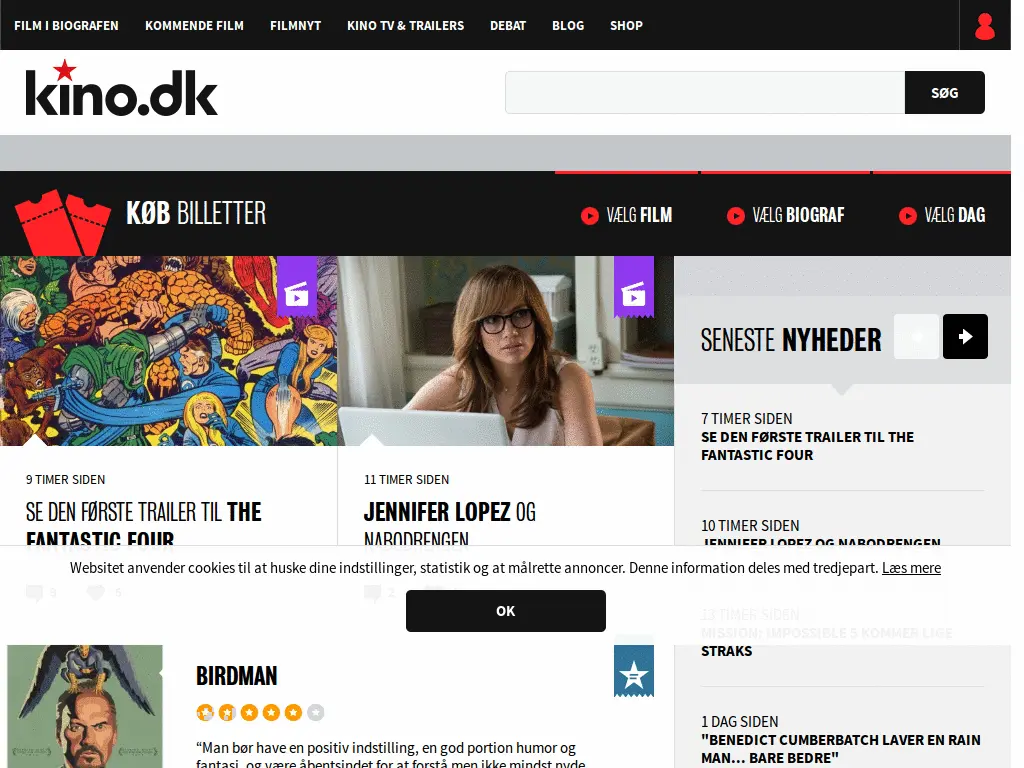 FILM I BIOGRAFEN KOMMENDE FILM FILMNYT KINO TV & TRAILERS DEBAT BLOG SHOP
kino.dk
SØG
KØB BILLETTER
VÆLG FILM
VÆLG BIOGRAF
VÆLG DAG
9 TIMER SIDEN
SE DEN FØRSTE TRAILER TIL THE
FANTASTIC FOUR
3 5
11 TIMER SIDEN
JENNIFER LOPEZ OG
NABODRENGEN
2
SENESTE NYHEDER
7 TIMER SIDEN
SE DEN FØRSTE TRAILER TIL THE
FANTASTIC FOUR
10 TIMER SIDEN
JENNIFER LOPEZ OG NABODRENGEN
13 TIMER SIDEN
MISSION: IMPOSSIBLE 5 KOMMER LIGE
STRAKS
1 DAG SIDEN
"BENEDICT CUMBERBATCH LAVER EN RAIN
MAN... BARE BEDRE"
Websitet anvender cookies til at huske dine indstillinger, statistik og at målrette annoncer. Denne information deles med tredjepart. Læs mere
OK
BIRDMAN
“Man bør have en positiv indstilling, en god portion humor og
fantasi, og være åbentsindet for at forstå men ikke mindst nyde